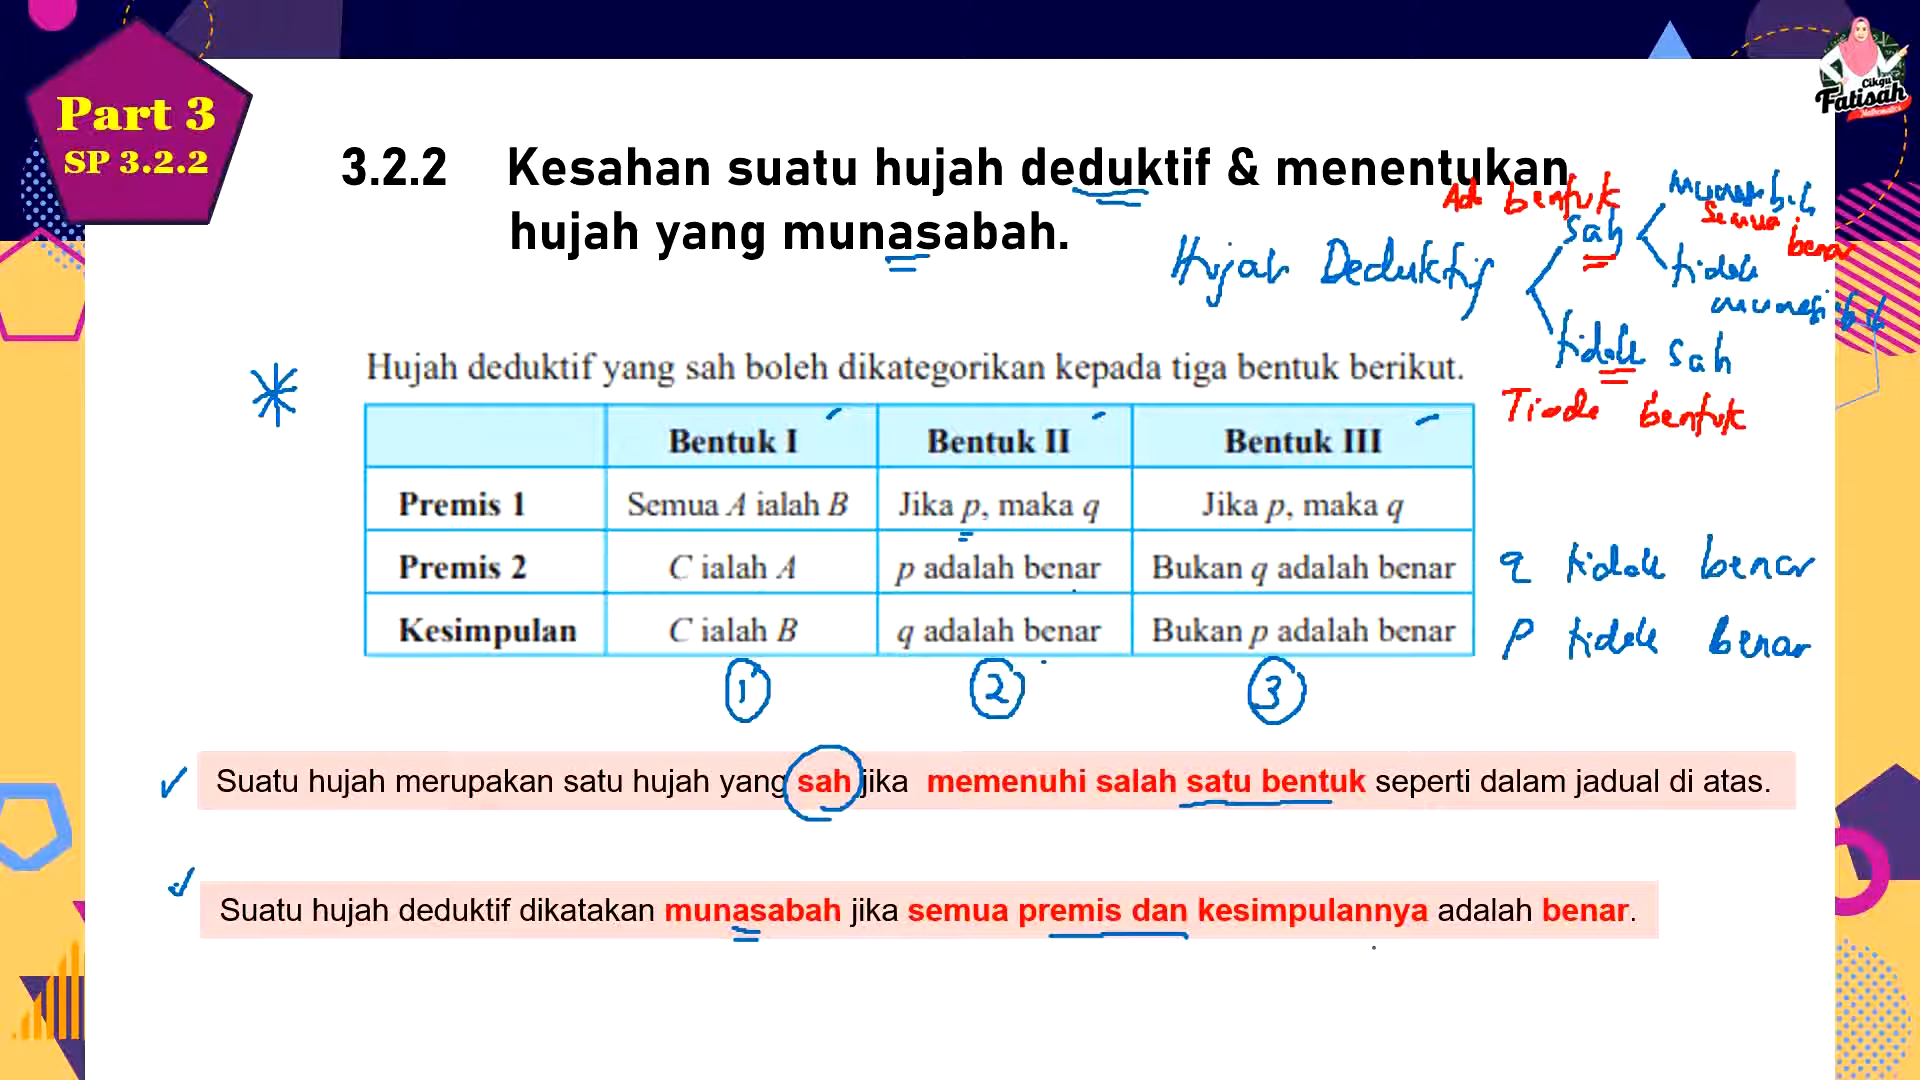 Part 3
SP 3.2.2
Cikgu
Fatisah
Mathematics
3.2.2 Kesahan suatu hujah deduktif & menentukan
hujah yang munasabah.
Ada bentuk
munasabah
semua
benar
sah
Hujah Deduktif
tidak
munasabah
tidak sah
Tiada bentuk
Hujah deduktif yang sah boleh dikategorikan kepada tiga bentuk berikut.
Bentuk I Bentuk II Bentuk III
Premis 1 Semua A ialah B Jika p, maka q Jika p, maka q
Premis 2 C ialah A p adalah benar Bukan q adalah benar q tidak benar
Kesimpulan C ialah B q adalah benar Bukan p adalah benar p tidak benar
1 2 3
Suatu hujah merupakan satu hujah yang sah jika memenuhi salah satu bentuk seperti dalam jadual di atas.
Suatu hujah deduktif dikatakan munasabah jika semua premis dan kesimpulannya adalah benar.